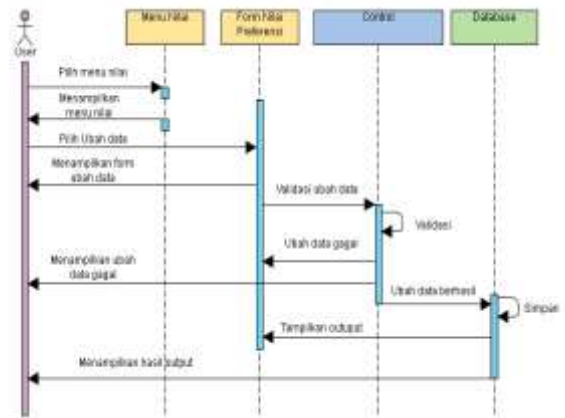 Menu Nilai
Form Nilai
Preferensi
Control
Database
User
Pilih menu nilai
Menampilkan
menu nilai
Pilih Ubah data
Menampilkan form
ubah data
Validasi ubah data
Validasi
Ubah data gagal
Menampilkan ubah
data gagal
Ubah data berhasil
Simpan
Tampilkan outuput
Menampilkan hasil output